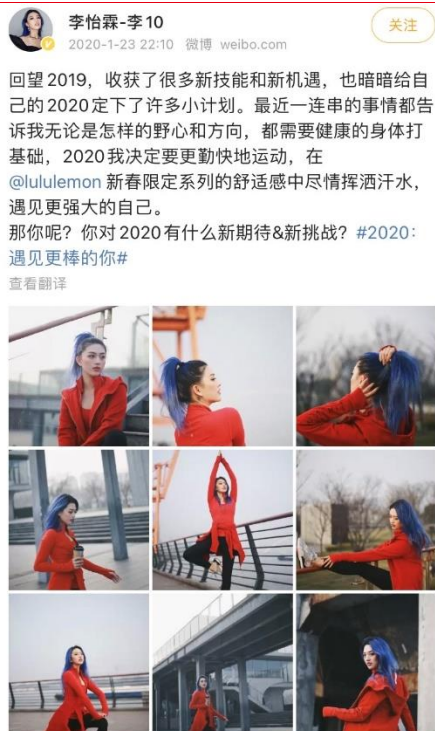 李怡霖-李10
关注
2020-1-23 22:10 微博 weibo.com
回望2019，收获了很多新技能和新机遇，也暗暗给自
己的2020定下了许多小计划。最近一连串的事情都告
诉我无论是怎样的野心和方向，都需要健康的身体打
基础，2020我决定要更勤快地运动，在
@lululemon 新春限定系列的舒适感中尽情挥洒汗水，
遇见更强大的自己。
那你呢？你对2020有什么新期待&新挑战？#2020：
遇见更棒的你#
查看翻译